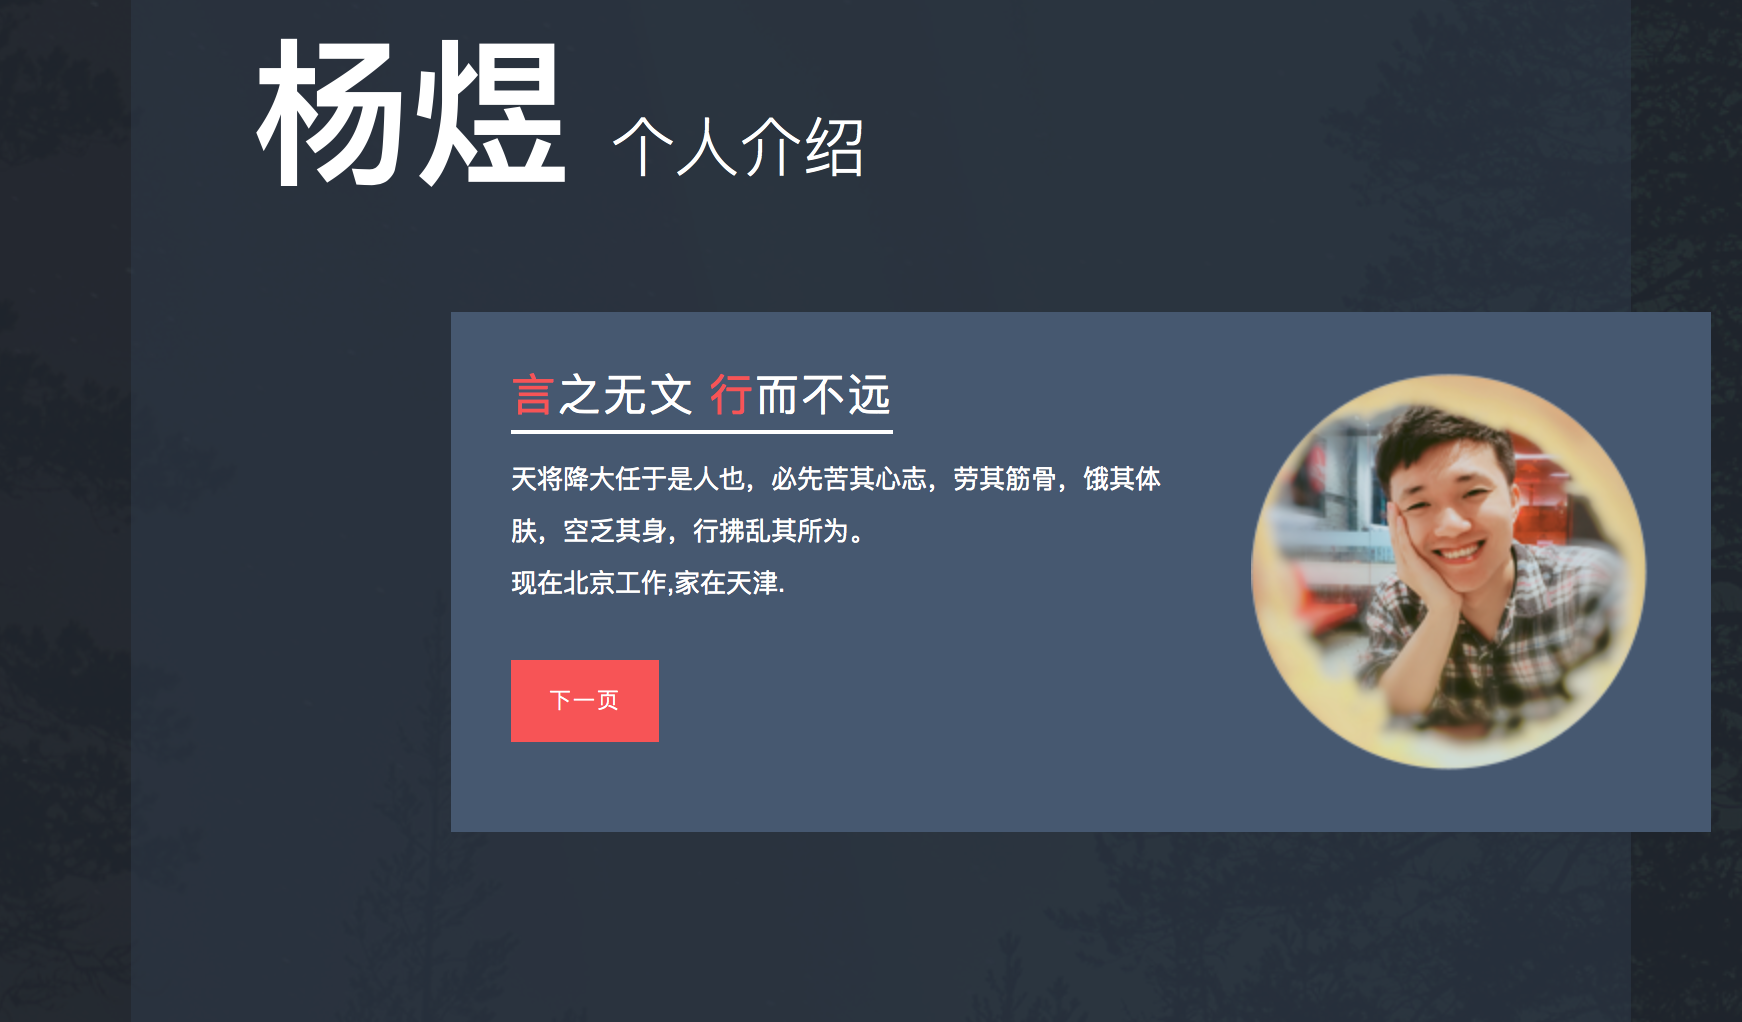 杨煜 个人介绍
言之无文 行而不远
天将降大任于是人也，必先苦其心志，劳其筋骨，饿其体
肤，空乏其身，行拂乱其所为。
现在北京工作,家在天津.
下一页